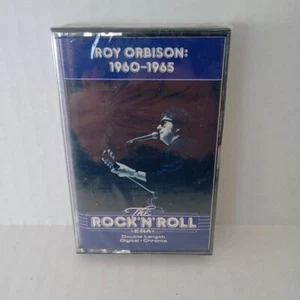 ROY ORBISON:
1960-1965
The
ROCK'N'ROLL
•ERA•
Double Length
Digital • Chrome